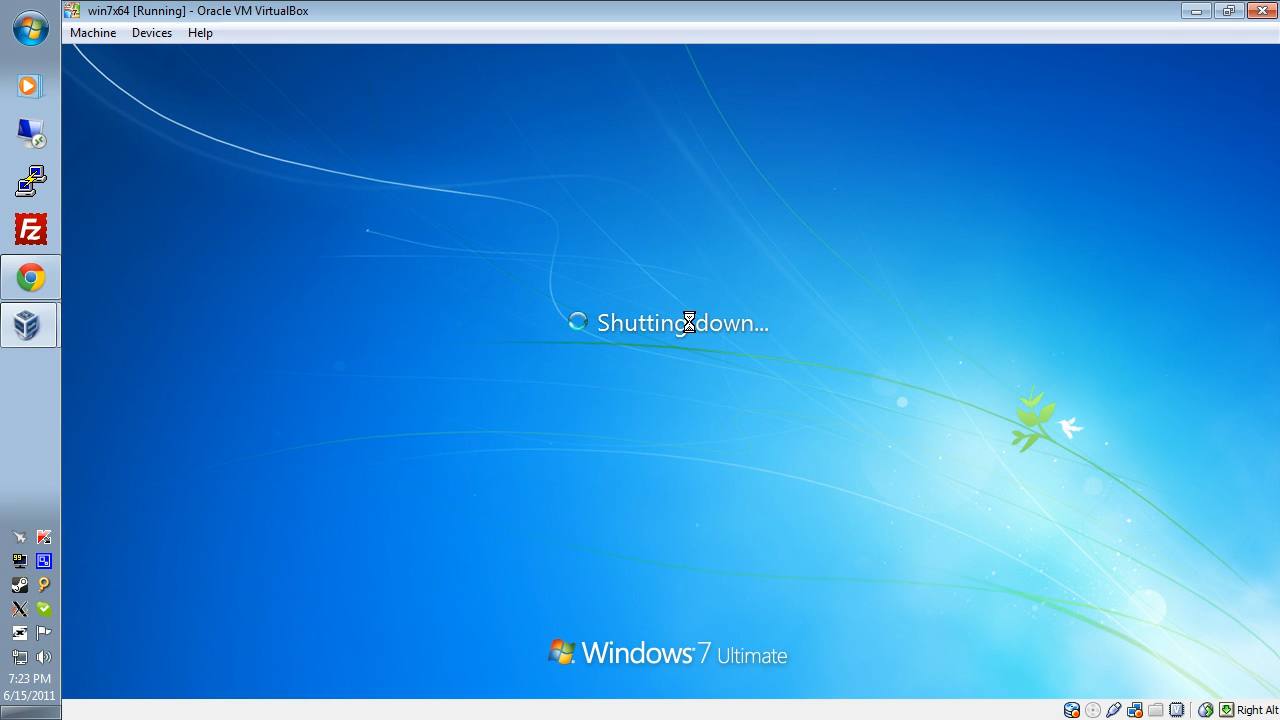 win7x64 [Running] - Oracle VM VirtualBox
Machine Devices Help
Shutting down...
Windows 7 Ultimate
99
7:23 PM
6/15/2011
Right Alt